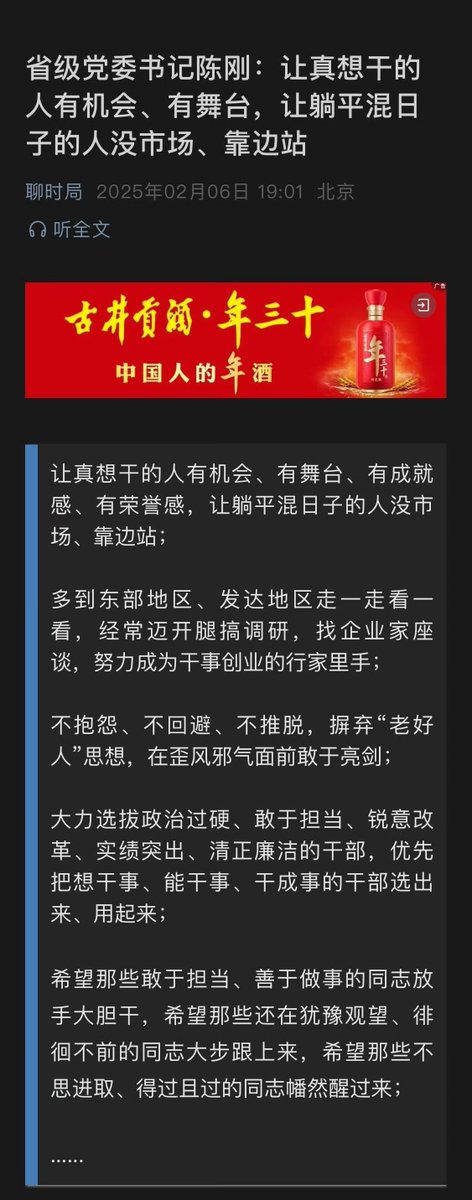 省级党委书记陈刚：让真想干的
人有机会、有舞台，让躺平混日
子的人没市场、靠边站
聊时局 2025年02月06日 19:01 北京
听全文
广告
古井贡酒·年三十
中国人的年酒
年三十
让真想干的人有机会、有舞台、有成就
感、有荣誉感，让躺平混日子的人没市
场、靠边站；
多到东部地区、发达地区走一走看一
看，经常迈开腿搞调研，找企业家座
谈，努力成为干事创业的行家里手；
不抱怨、不回避、不推脱，摒弃“老好
人”思想，在歪风邪气面前敢于亮剑；
大力选拔政治过硬、敢于担当、锐意改
革、实绩突出、清正廉洁的干部，优先
把想干事、能干事、干成事的干部选出
来、用起来；
希望那些敢于担当、善于做事的同志放
手大胆干，希望那些还在犹豫观望、徘
徊不前的同志大步跟上来，希望那些不
思进取、得过且过的同志幡然醒过来；
......